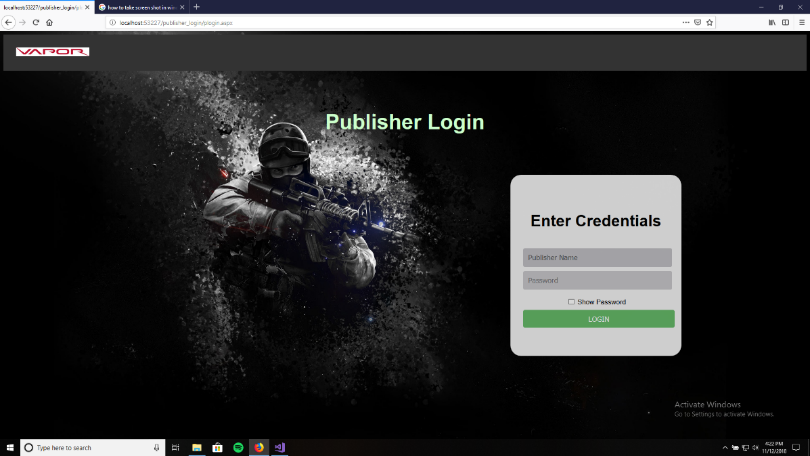 localhost:53227/publisher_login/p
how to take screen shot in win
localhost:53227/publisher_login/plogin.aspx
VAPOR
Publisher Login
Enter Credentials
Publisher Name
Password
Show Password
LOGIN
Activate Windows
Go to Settings to activate Windows.
Type here to search
4:22 PM
11/12/2018